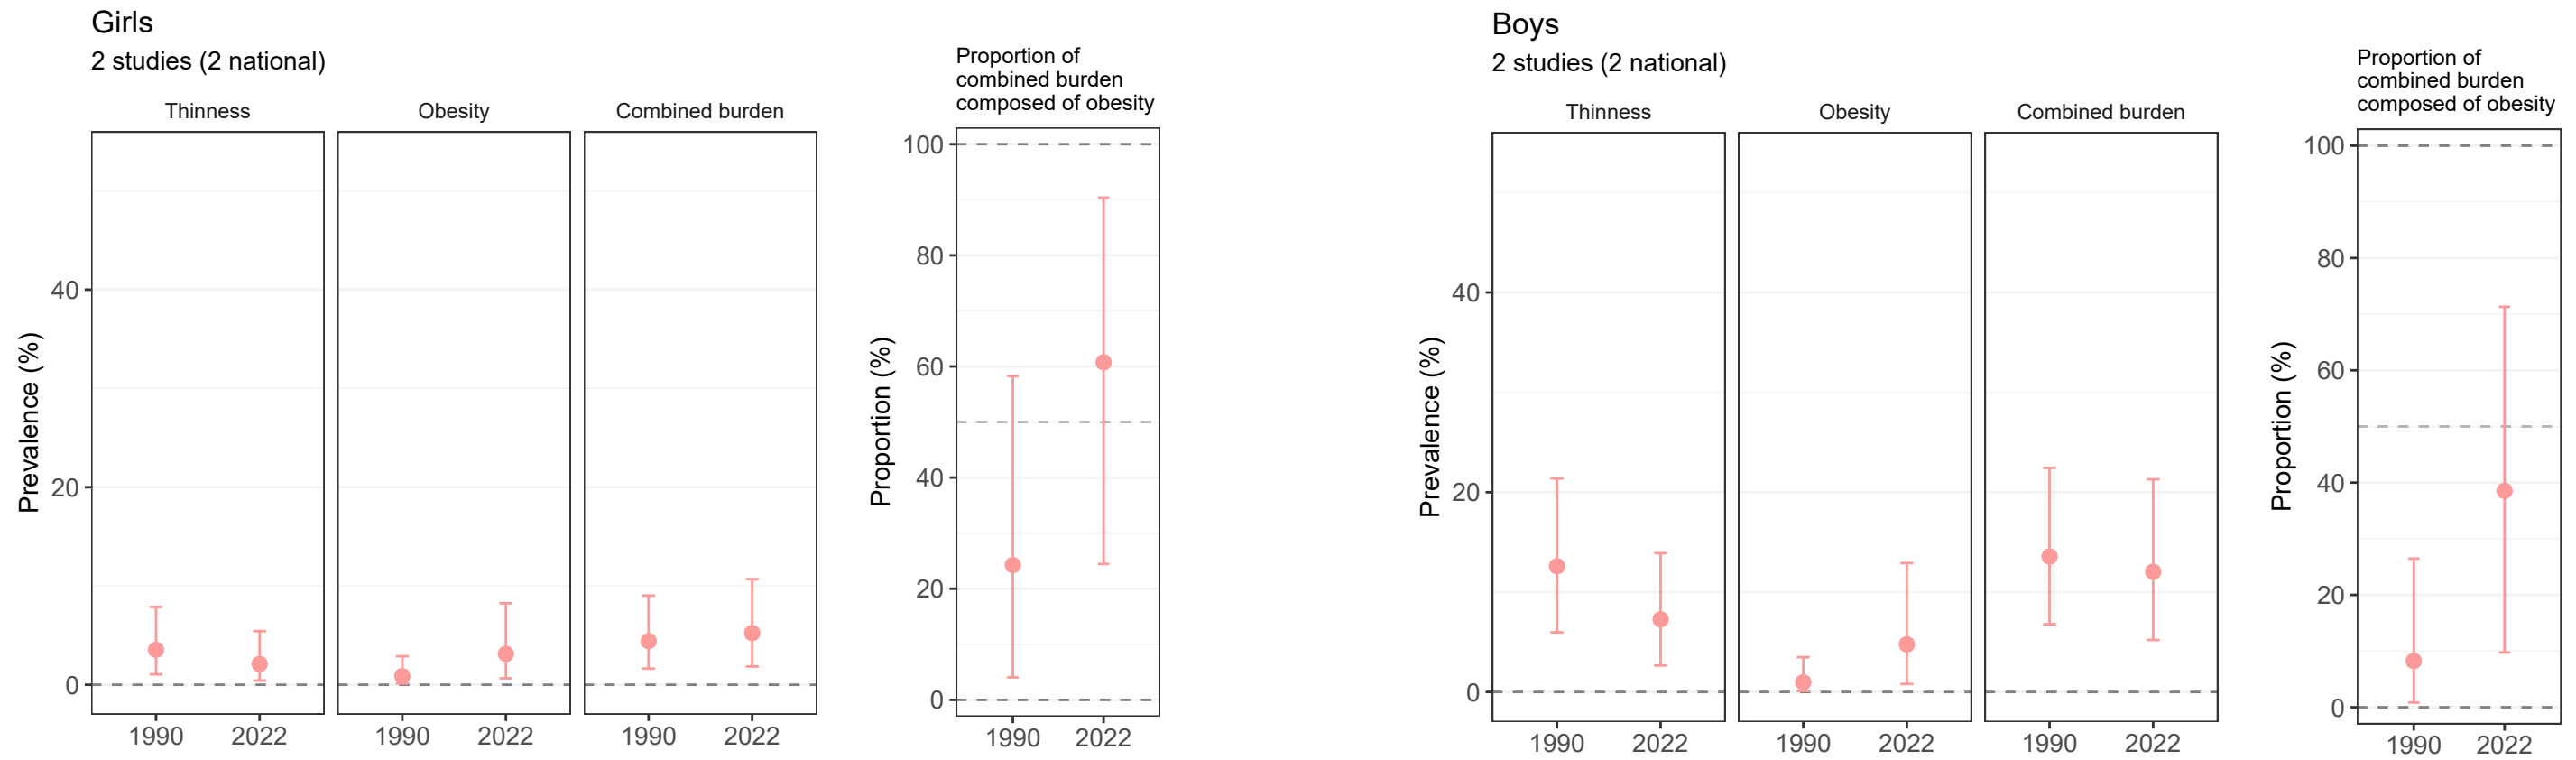 Girls
2 studies (2 national)
Thinness
Obesity
Combined burden
Prevalence (%)
40
20
0
1990 2022
1990 2022
1990 2022
Proportion of
combined burden
composed of obesity
Proportion (%)
100
80
60
40
20
0
1990 2022
Boys
2 studies (2 national)
Thinness
Obesity
Combined burden
Prevalence (%)
40
20
0
1990 2022
1990 2022
1990 2022
Proportion of
combined burden
composed of obesity
Proportion (%)
100
80
60
40
20
0
1990 2022